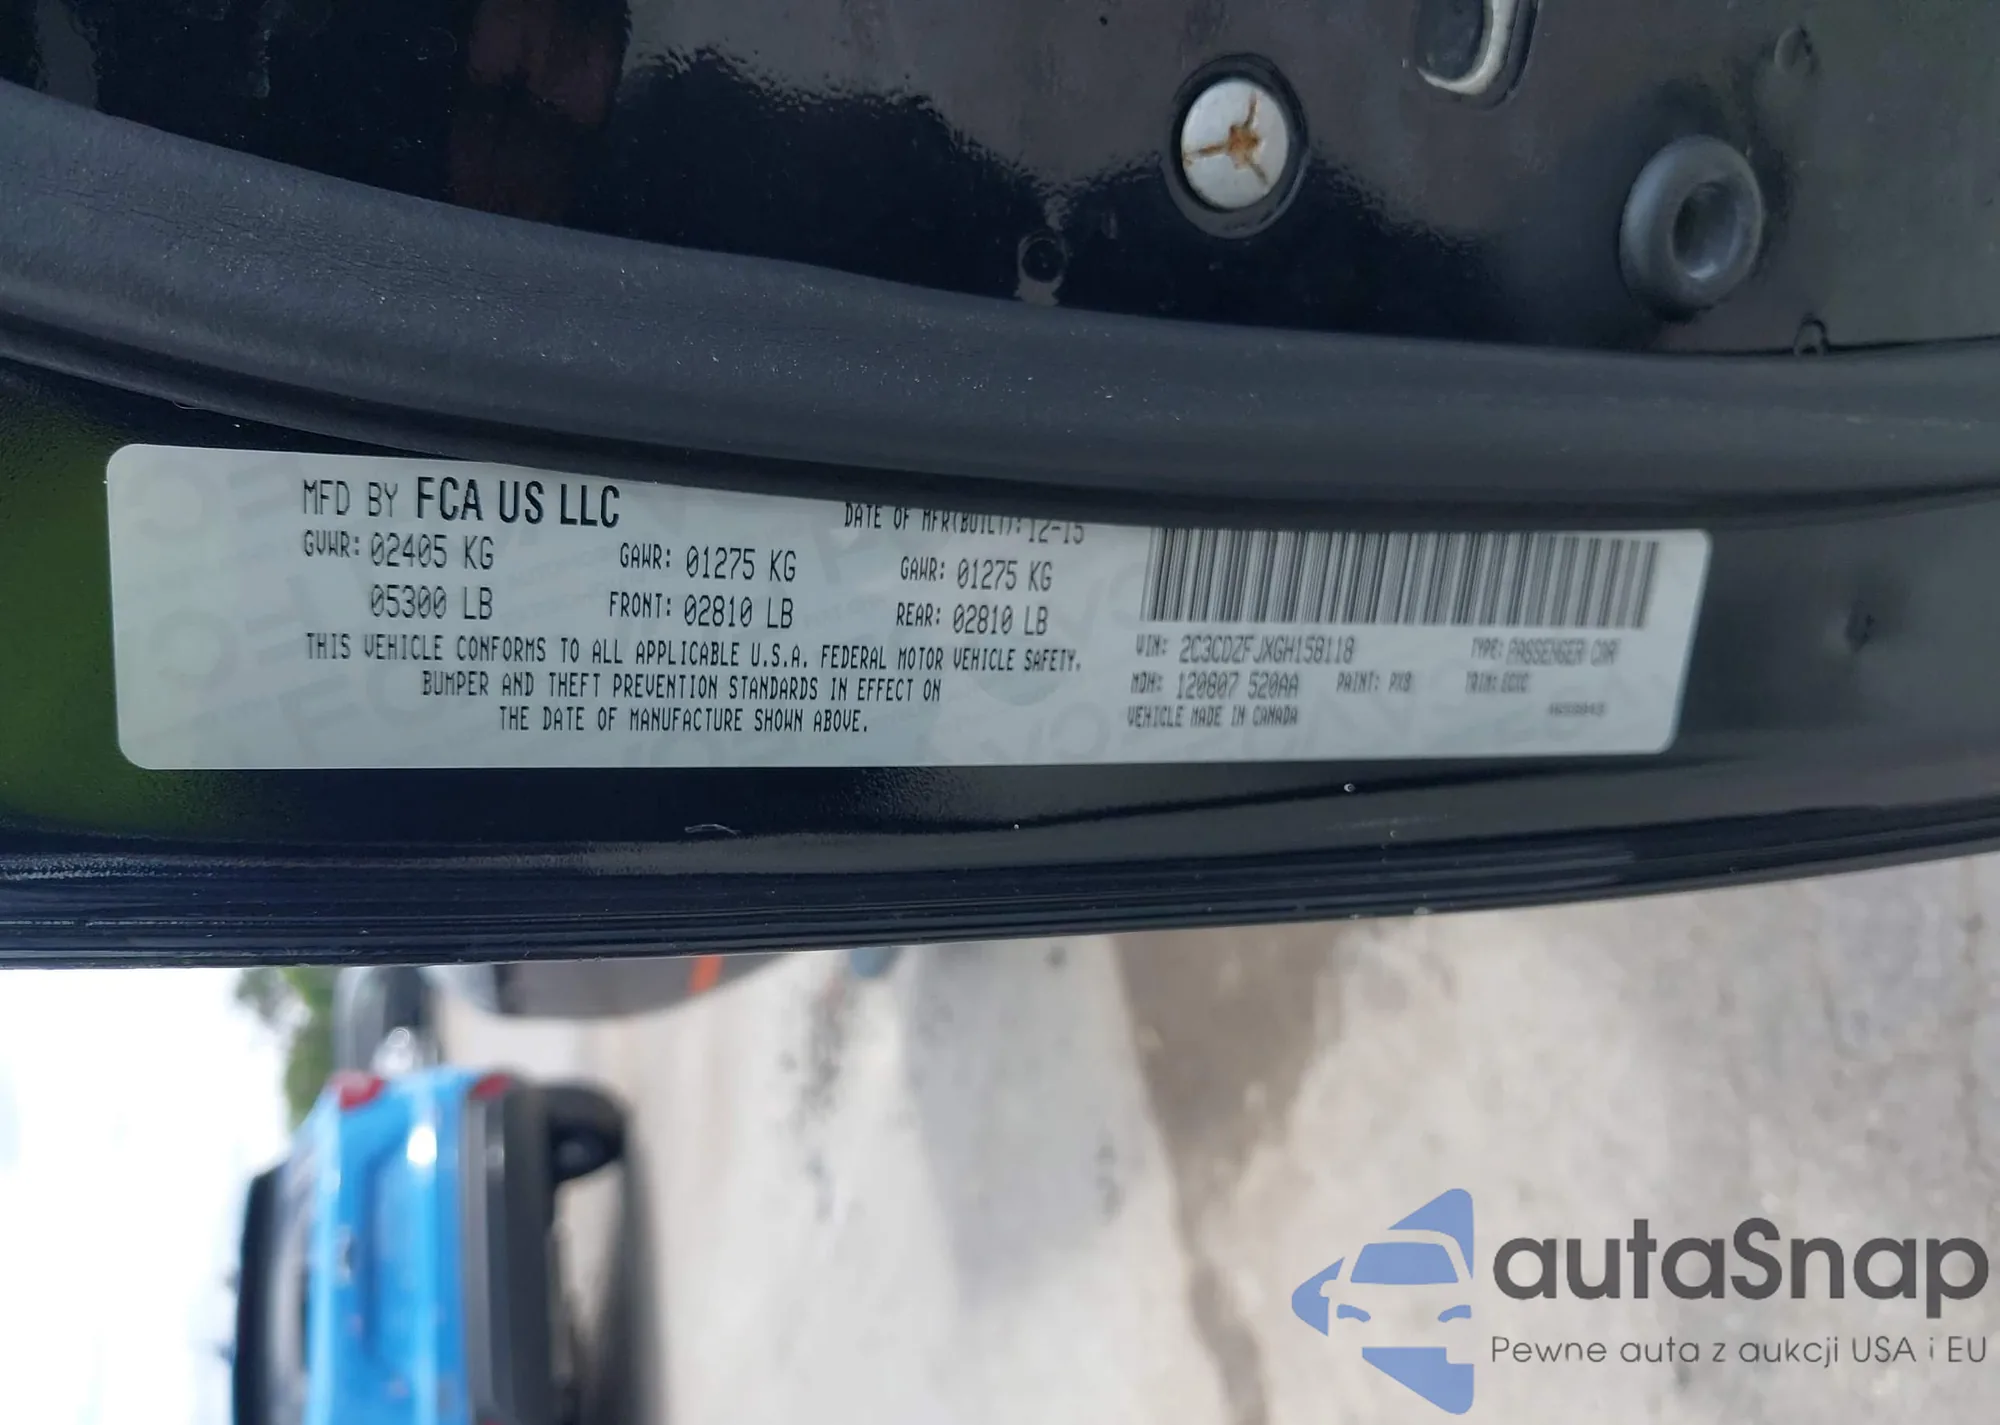 MFD BY FCA US LLC
DATE OF MFR(BUILT): 12-15
GVWR: 02405 KG GAWR: 01275 KG GAWR: 01275 KG
05300 LB FRONT: 02810 LB REAR: 02810 LB
THIS VEHICLE CONFORMS TO ALL APPLICABLE U.S.A. FEDERAL MOTOR VEHICLE SAFETY,
BUMPER AND THEFT PREVENTION STANDARDS IN EFFECT ON
THE DATE OF MANUFACTURE SHOWN ABOVE.
VIN: 2C3CDZFJXGH158118 TYPE: PASSENGER CAR
MDH: 120807 520AA PAINT: PX8 TRIM:
VEHICLE MADE IN CANADA
autaSnap
Pewne auta z aukcji USA i EU